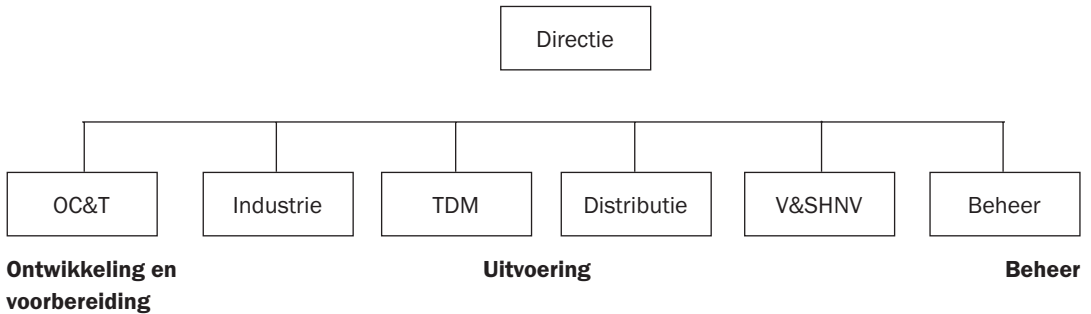 Directie
OC&T
Industrie
TDM
Distributie
V&SHNV
Beheer
Ontwikkeling en
voorbereiding
Uitvoering
Beheer